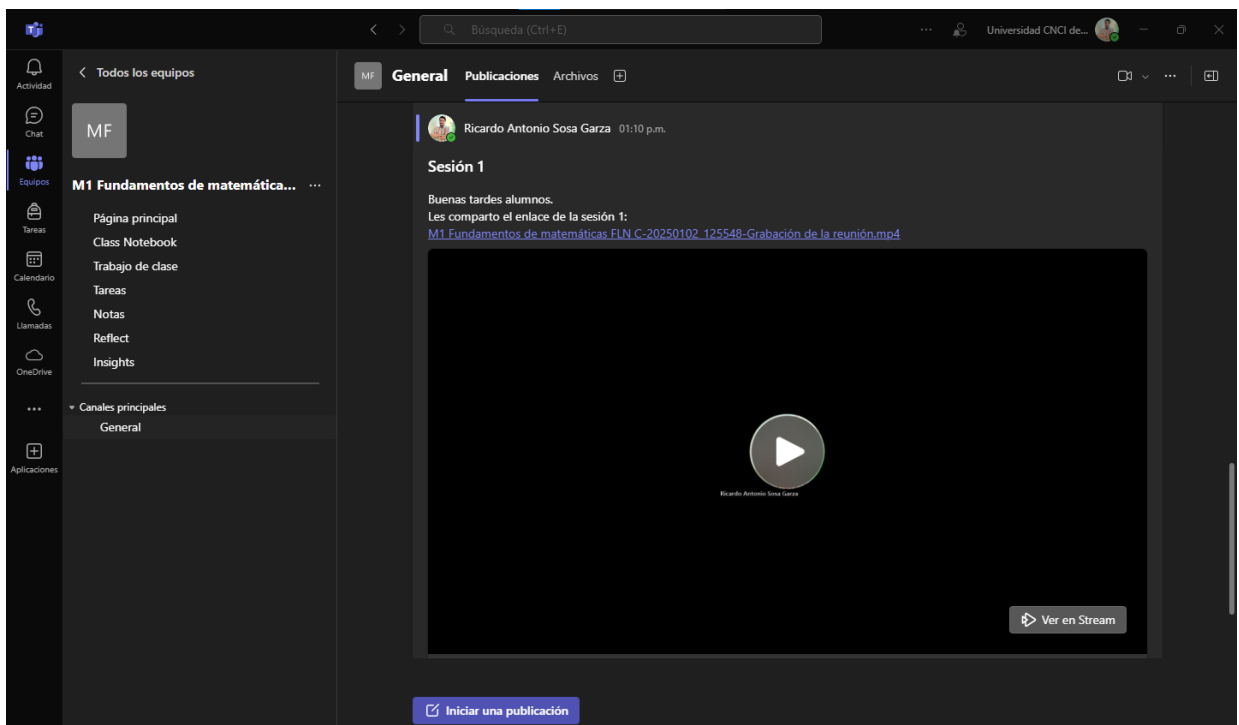 Búsqueda (Ctrl+E)
Universidad CNCI de...
Actividad
Chat
Equipos
Tareas
Calendario
Llamadas
OneDrive
Aplicaciones
Todos los equipos
MF
M1 Fundamentos de matemática...
Página principal
Class Notebook
Trabajo de clase
Tareas
Notas
Reflect
Insights
Canales principales
General
MF General Publicaciones Archivos
Ricardo Antonio Sosa Garza 01:10 p.m.
Sesión 1
Buenas tardes alumnos.
Les comparto el enlace de la sesión 1:
M1 Fundamentos de matemáticas FLN C-20250102_125548-Grabación de la reunión.mp4
Ricardo Antonio Sosa Garza
Ver en Stream
Iniciar una publicación